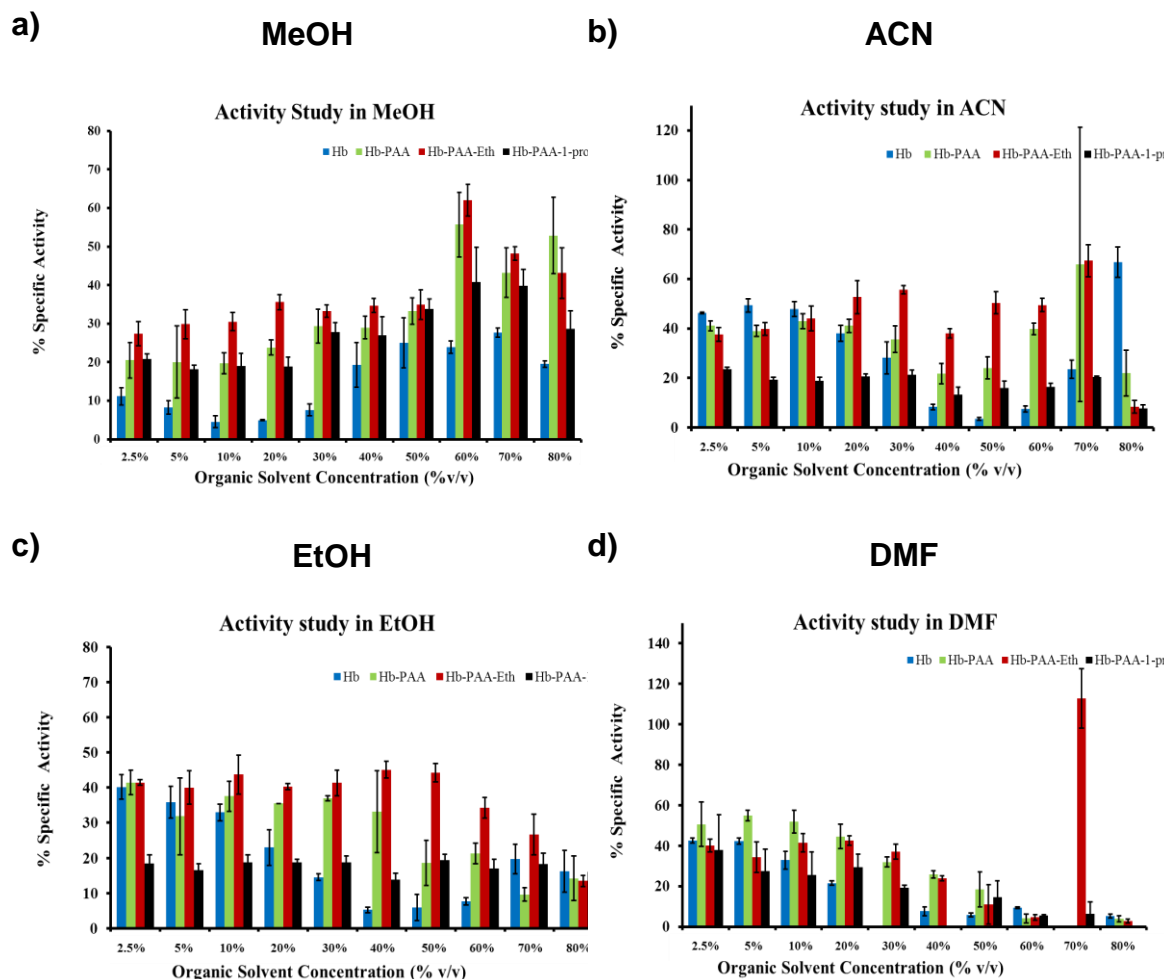 a)
MeOH
Activity Study in MeOH
Hb Hb-PAA Hb-PAA-Eth Hb-PAA-1-pro
% Specific Activity
80
70
60
50
40
30
20
10
0
2.5% 5% 10% 20% 30% 40% 50% 60% 70% 80%
Organic Solvent Concentration (%v/v)
b)
ACN
Activity study in ACN
Hb Hb-PAA Hb-PAA-Eth Hb-PAA-1-p
% Specific Activity
120
100
80
60
40
20
0
2.5% 5% 10% 20% 30% 40% 50% 60% 70% 80%
Organic Solvent Concentration (% v/v)
c)
EtOH
Activity study in EtOH
Hb Hb-PAA Hb-PAA-Eth Hb-PAA-
% Specific Activity
80
70
60
50
40
30
20
10
0
2.5% 5% 10% 20% 30% 40% 50% 60% 70% 80%
Organic Solvent Concentration (% v/v)
d)
DMF
Activity study in DMF
Hb Hb-PAA Hb-PAA-Eth Hb-PAA-1-pr
% Specific Activity
140
120
100
80
60
40
20
0
2.5% 5% 10% 20% 30% 40% 50% 60% 70% 80%
Organic Solvent Concentration (% v/v)